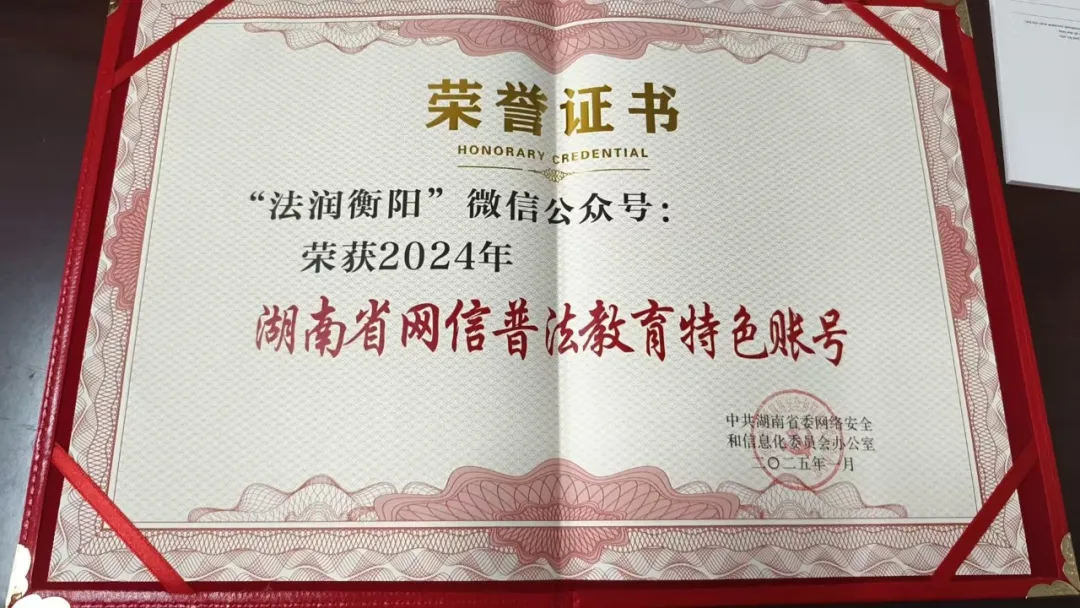 荣誉证书
HONORARY CREDENTIAL
“法润衡阳”微信公众号：
荣获2024年
湖南省网信普法教育特色账号
中共湖南省委网络安全
和信息化委员会办公室
二〇二五年一月